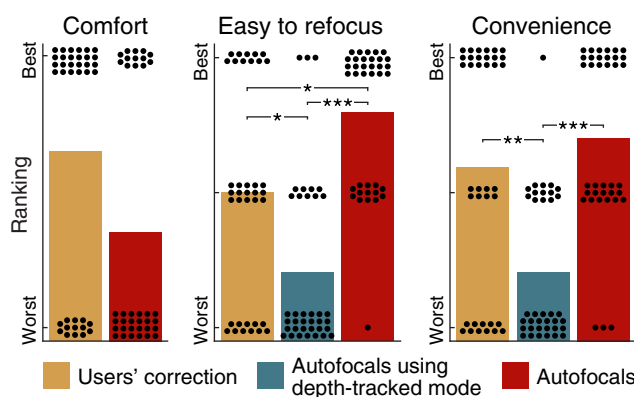 Comfort
Easy to refocus
Convenience
Ranking
Best
Worst
Best
Worst
Best
Worst
*
*
***
**
***
Users' correction
Autofocals using
depth-tracked mode
Autofocals